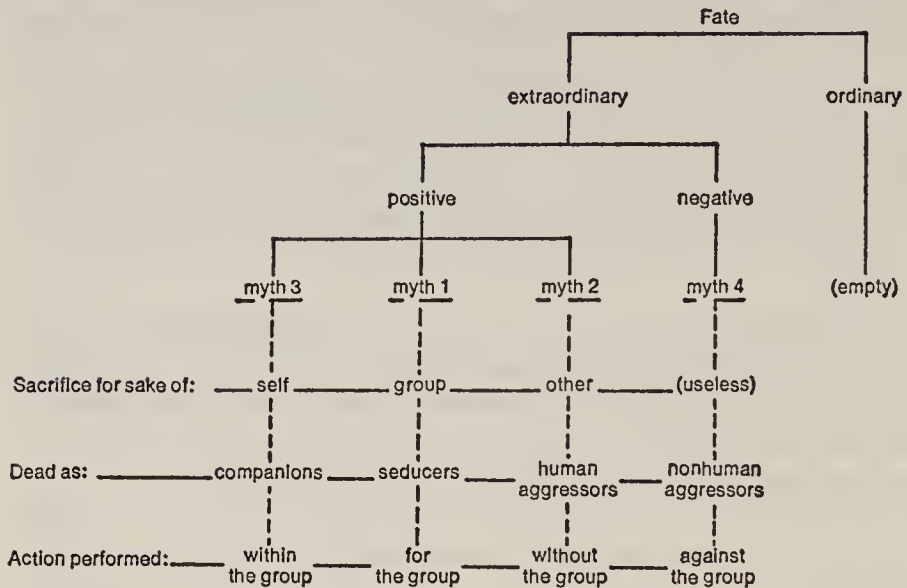 Fate
extraordinary ordinary
positive negative
myth 3 myth 1 myth 2 myth 4 (empty)
Sacrifice for sake of: self group other (useless)
Dead as: companions seducers human aggressors nonhuman aggressors
Action performed: within the group for the group without the group against the group